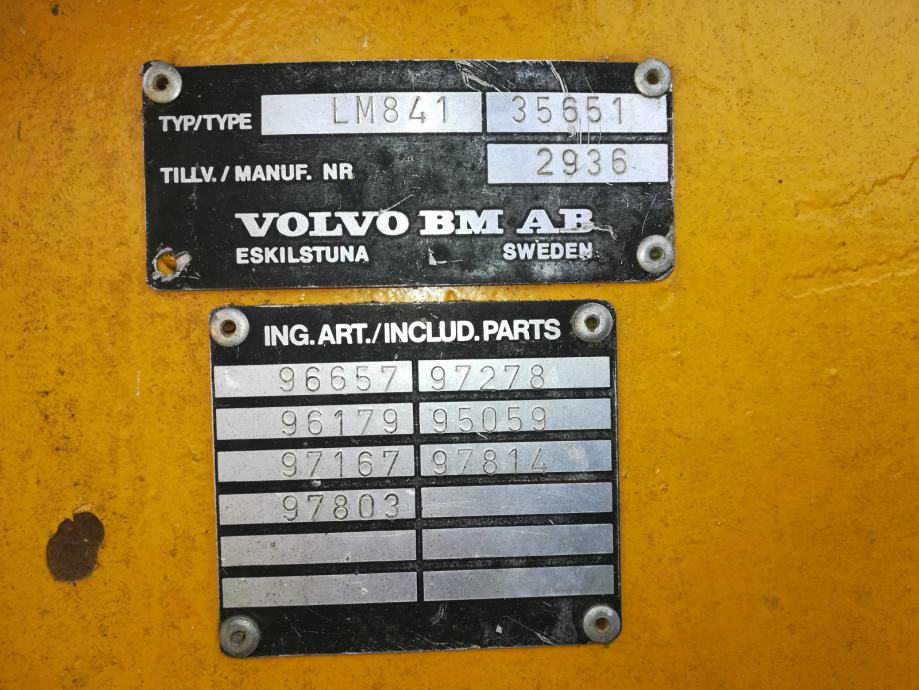 TYP/TYPE LM841 35651
TILLV./MANUF. NR 2936
VOLVO BM AB
ESKILSTUNA SWEDEN
ING.ART./INCLUD.PARTS
96657 97278
96179 95059
97167 97814
97803